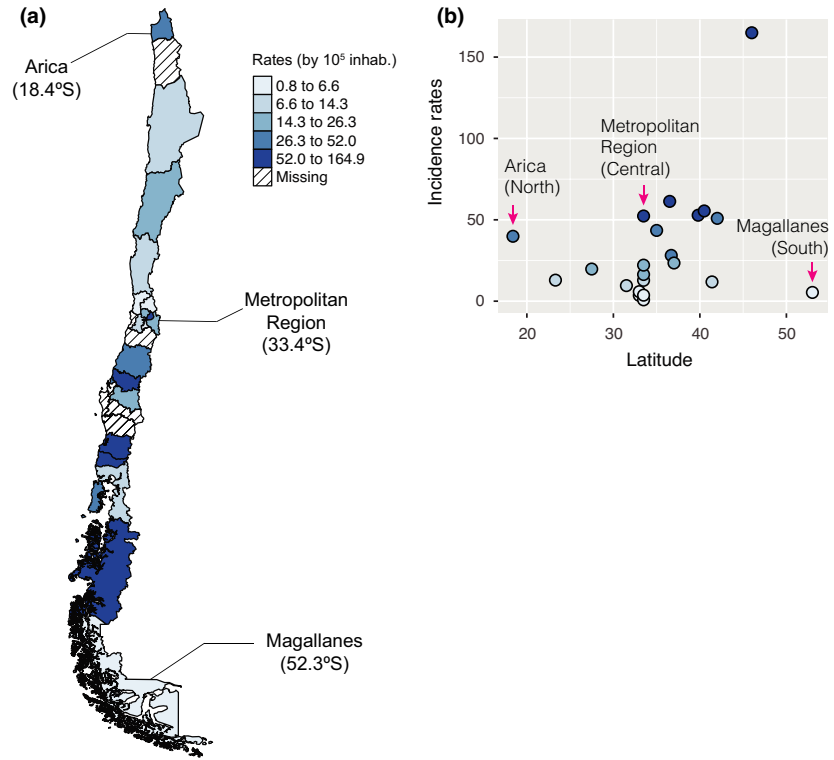 (a)
Arica
(18.4ºS)
Rates (by 10⁵ inhab.)
0.8 to 6.6
6.6 to 14.3
14.3 to 26.3
26.3 to 52.0
52.0 to 164.9
Missing
Metropolitan
Region
(33.4ºS)
Magallanes
(52.3ºS)
(b)
Incidence rates
150
100
50
0
Arica
(North)
Metropolitan
Region
(Central)
Magallanes
(South)
20
30
40
50
Latitude